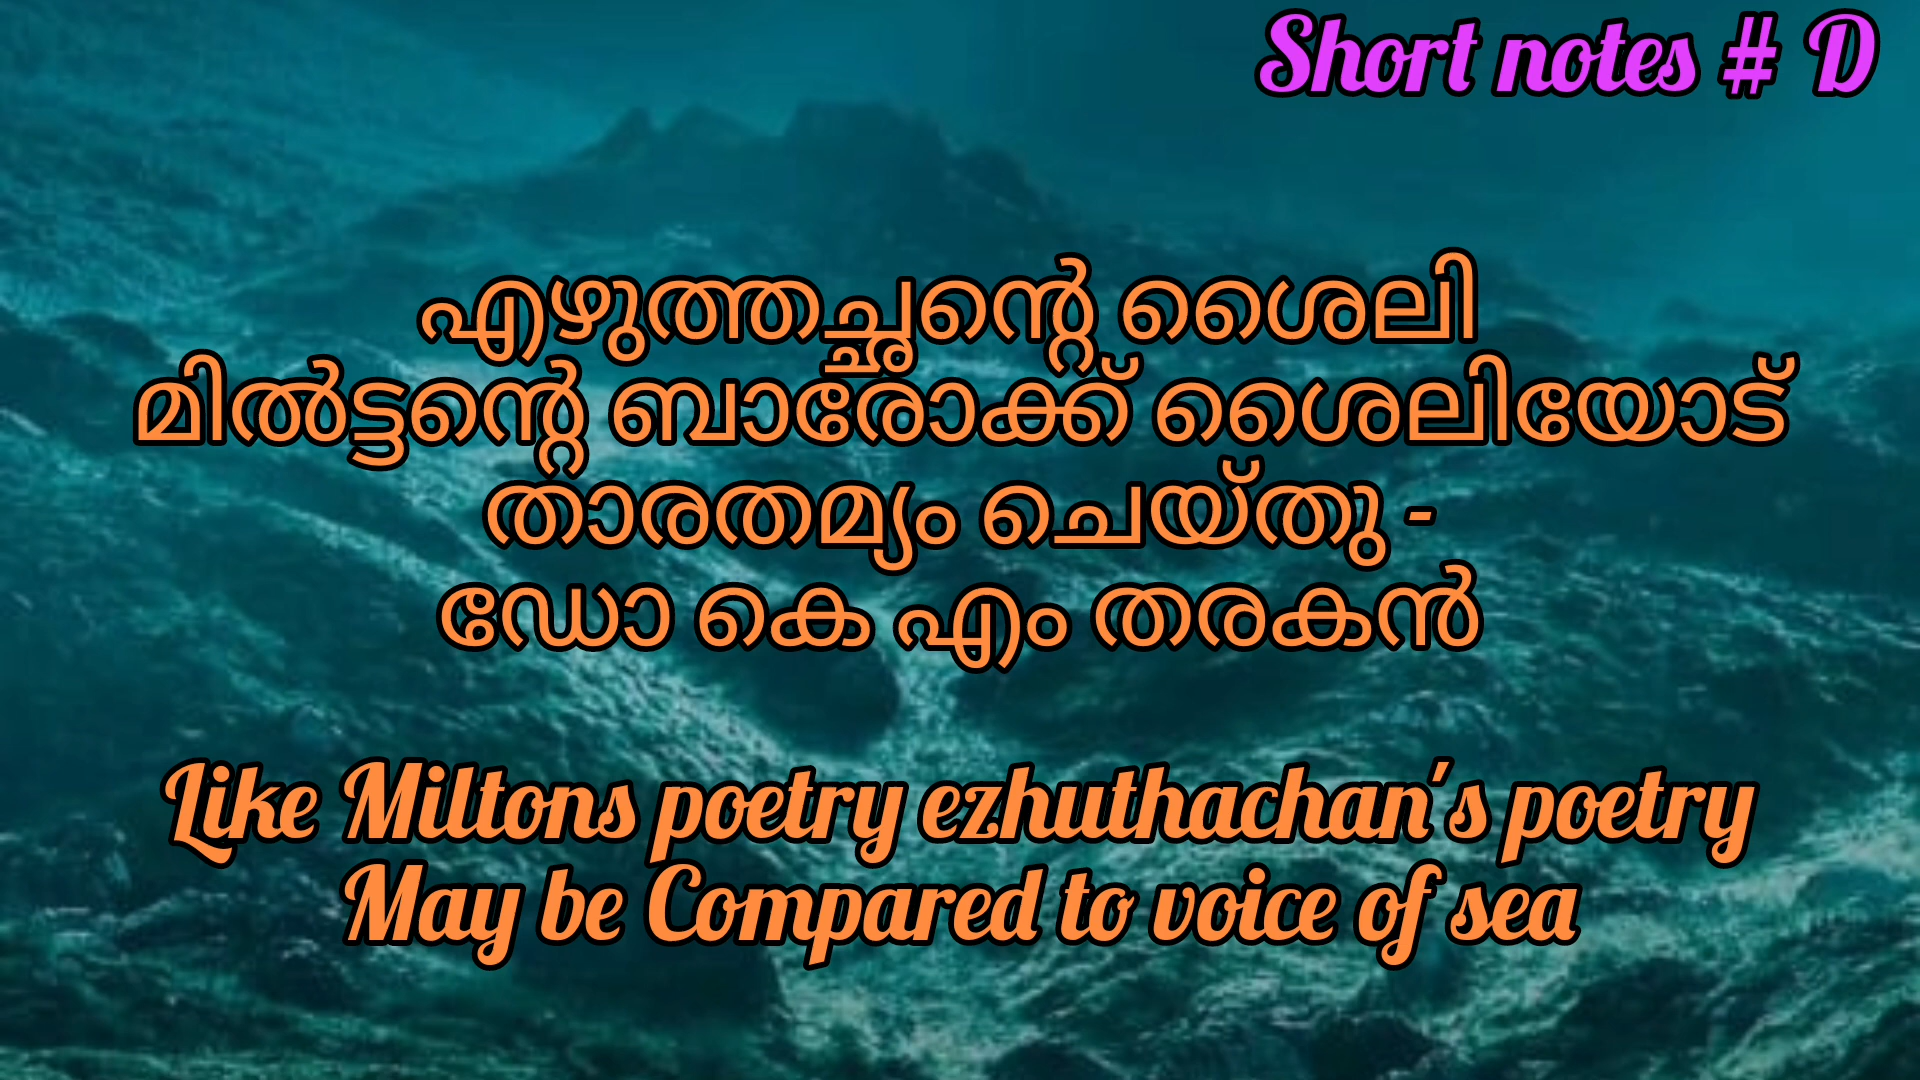 Short notes # D
എഴുത്തച്ഛന്റെ ശൈലി
മിൽട്ടന്റെ ബാരോക്ക് ശൈലിയോട്
താരതമ്യം ചെയ്തു -
ഡോ കെ എം തരകൻ
Like Miltons poetry ezhuthachan's poetry
May be Compared to voice of sea